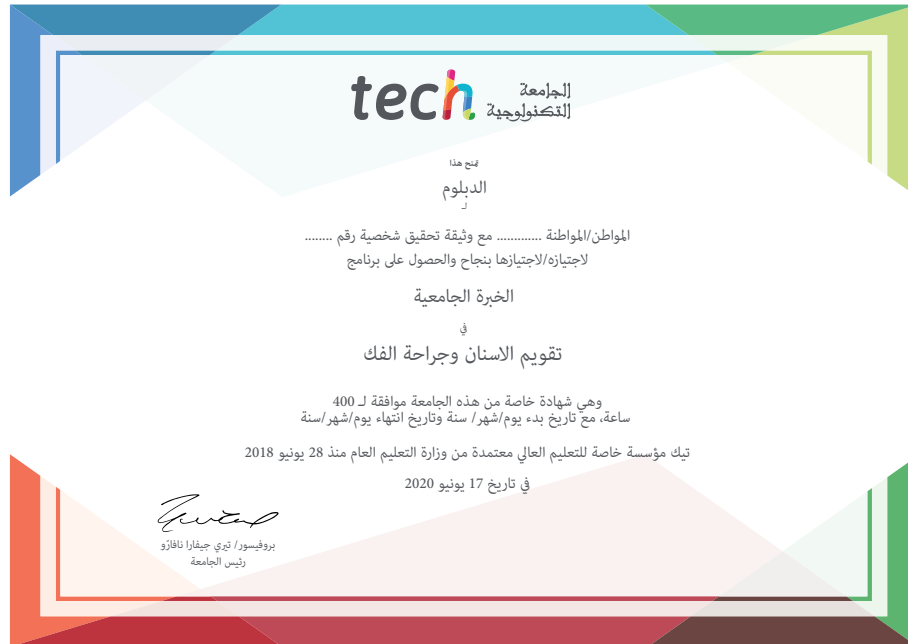 tech الجامعة
التكنولوجية
يمنح هذا
الدبلوم
لـ
المواطن/المواطنة ............. مع وثيقة تحقيق شخصية رقم ........
لاجتيازه/لاجتيازها بنجاح والحصول على برنامج
الخبرة الجامعية
في
تقويم الاسنان وجراحة الفك
وهي شهادة خاصة من هذه الجامعة موافقة لـ 400
ساعة، مع تاريخ بدء يوم/شهر/ سنة وتاريخ انتهاء يوم/شهر/سنة
تيك مؤسسة خاصة للتعليم العالي معتمدة من وزارة التعليم العام منذ 28 يونيو 2018
في تاريخ 17 يونيو 2020
بروفيسور/ تيري جيفارا نافارّو
رئيس الجامعة